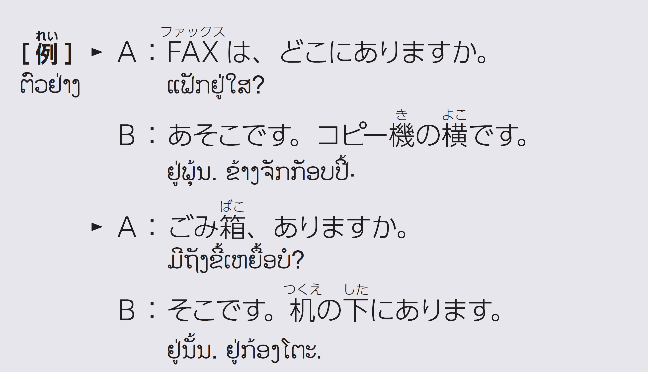 れい
ファックス
[例] ► A：FAXは、どこにありますか。
ຕົວຢ່າງ ແຟັກຢູ່ໃສ?
き よこ
B：あそこです。コピー機の横です。
ຢູ່ພຸ້ນ. ຂ້າງຈັກກັອບປີ້.
ばこ
► A：ごみ箱、ありますか。
ມີຖັງຂີ້ເຫຍື້ອບໍ?
つくえ した
B：そこです。机の下にあります。
ຢູ່ນັ້ນ. ຢູ່ກ້ອງໂຕະ.